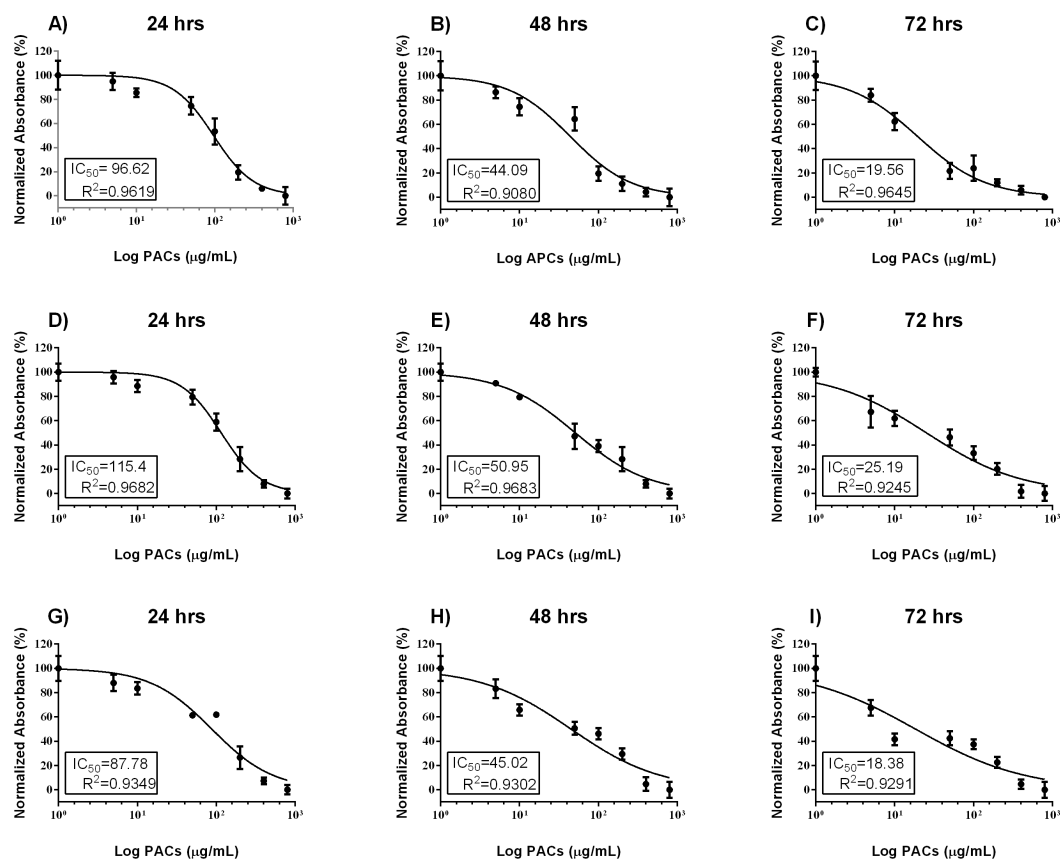 A) 24 hrs
Normalized Absorbance (%)
120
100
80
60
40
20
0
IC50= 96.62
R2=0.9619
10⁰ 10¹ 10² 10³
Log PACs (µg/mL)
B) 48 hrs
Normalized Absorbance (%)
120
100
80
60
40
20
0
IC50=44.09
R2=0.9080
10⁰ 10¹ 10² 10³
Log APCs (µg/mL)
C) 72 hrs
Normalized Absorbance (%)
120
100
80
60
40
20
0
IC50=19.56
R2=0.9645
10⁰ 10¹ 10² 10³
Log PACs (µg/mL)
D) 24 hrs
Normalized Absorbance (%)
120
100
80
60
40
20
0
IC50=115.4
R2=0.9682
10⁰ 10¹ 10² 10³
Log PACs (µg/mL)
E) 48 hrs
Normalized Absorbance (%)
120
100
80
60
40
20
0
IC50=50.95
R2=0.9683
10⁰ 10¹ 10² 10³
Log PACs (µg/mL)
F) 72 hrs
Normalized Absorbance (%)
120
100
80
60
40
20
0
IC50=25.19
R2=0.9245
10⁰ 10¹ 10² 10³
Log PACs (µg/mL)
G) 24 hrs
Normalized Absorbance (%)
120
100
80
60
40
20
0
IC50=87.78
R2=0.9349
10⁰ 10¹ 10² 10³
Log PACs (µg/mL)
H) 48 hrs
Normalized Absorbance (%)
120
100
80
60
40
20
0
IC50=45.02
R2=0.9302
10⁰ 10¹ 10² 10³
Log PACs (µg/mL)
I) 72 hrs
Normalized Absorbance (%)
120
100
80
60
40
20
0
IC50=18.38
R2=0.9291
10⁰ 10¹ 10² 10³
Log PACs (µg/mL)